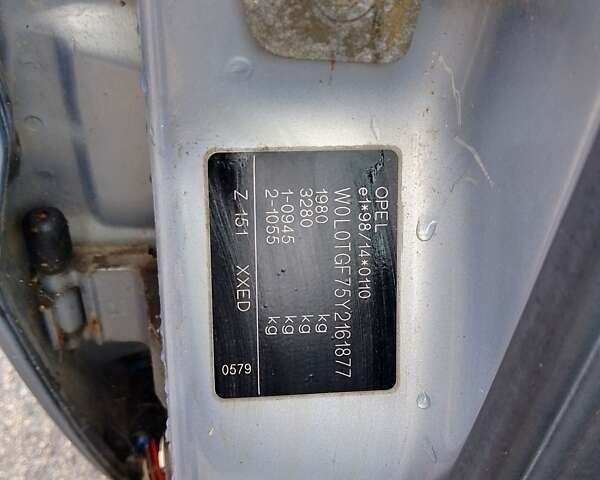 OPEL
e1*98/14*0110
W0L0TGF75Y2161877
1980 kg
3280 kg
1-0945 kg
2-1055 kg
Z 151 XXED
0579